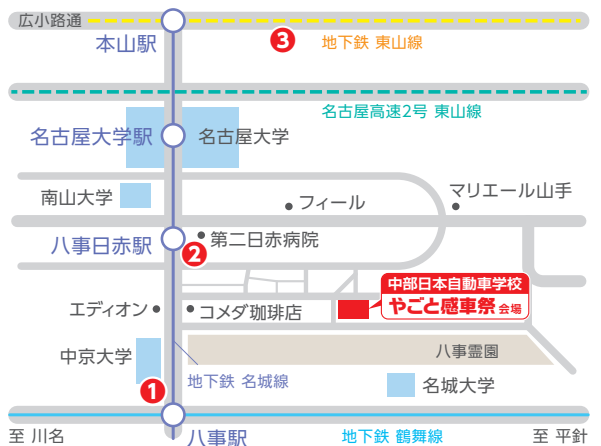 広小路通
本山駅
3
地下鉄 東山線
名古屋高速2号 東山線
名古屋大学駅
名古屋大学
南山大学
フィール
マリエール山手
八事日赤駅
2
第二日赤病院
中部日本自動車学校
やごと感車祭 会場
エディオン
コメダ珈琲店
中京大学
八事霊園
地下鉄 名城線
名城大学
1
至 川名
八事駅
地下鉄 鶴舞線
至 平針